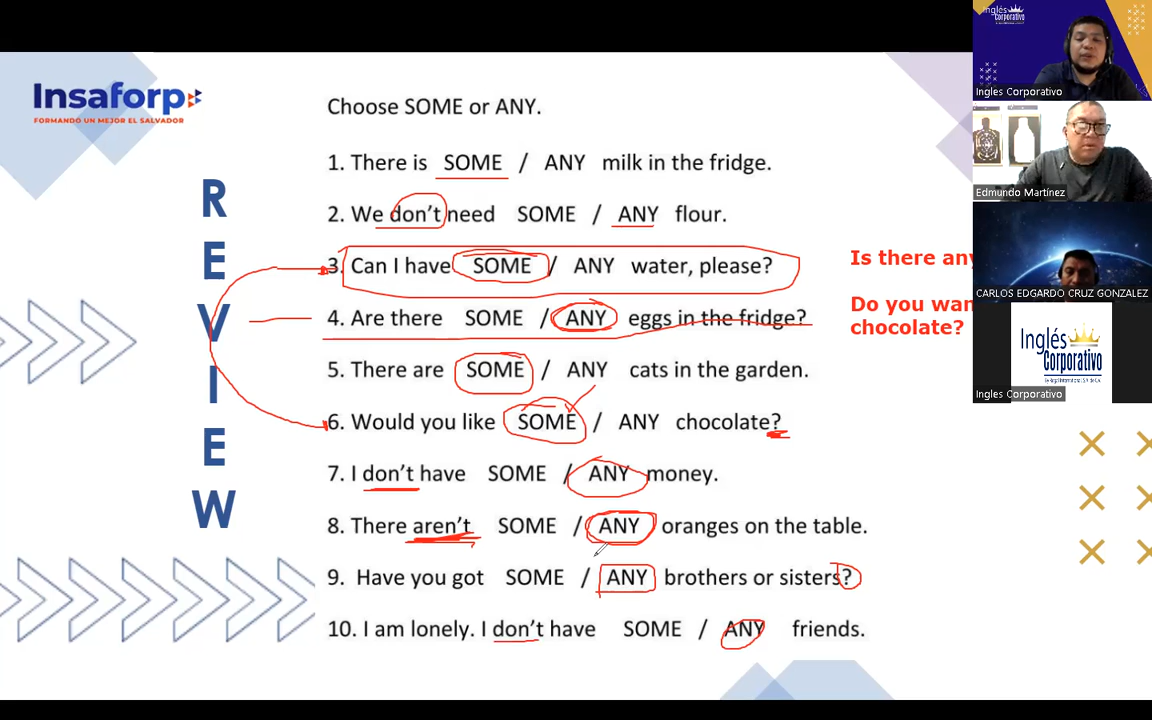 Insaforp
FORMANDO UN MEJOR EL SALVADOR
R
E
V
I
E
W
Choose SOME or ANY.
1. There is SOME / ANY milk in the fridge.
2. We don't need SOME / ANY flour.
3. Can I have SOME / ANY water, please?
4. Are there SOME / ANY eggs in the fridge?
5. There are SOME / ANY cats in the garden.
6. Would you like SOME / ANY chocolate?
7. I don't have SOME / ANY money.
8. There aren't SOME / ANY oranges on the table.
9. Have you got SOME / ANY brothers or sisters?
10. I am lonely. I don't have SOME / ANY friends.
Is there any
Do you wan
chocolate?
Inglés
Corporativo
Ingles Corporativo
Edmundo Martínez
CARLOS EDGARDO CRUZ GONZALEZ
Inglés
Corporativo
Ingles Corporativo